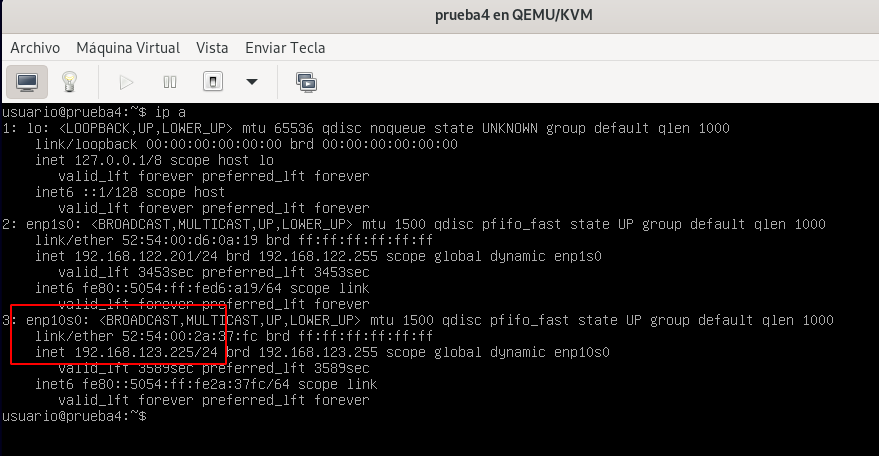 prueba4 en QEMU/KVM
Archivo Máquina Virtual Vista Enviar Tecla
usuario@prueba4:~$ ip a
1: lo: <LOOPBACK,UP,LOWER_UP> mtu 65536 qdisc noqueue state UNKNOWN group default qlen 1000
    link/loopback 00:00:00:00:00:00 brd 00:00:00:00:00:00
    inet 127.0.0.1/8 scope host lo
       valid_lft forever preferred_lft forever
    inet6 ::1/128 scope host
       valid_lft forever preferred_lft forever
2: enp1s0: <BROADCAST,MULTICAST,UP,LOWER_UP> mtu 1500 qdisc pfifo_fast state UP group default qlen 1000
    link/ether 52:54:00:d6:0a:19 brd ff:ff:ff:ff:ff:ff
    inet 192.168.122.201/24 brd 192.168.122.255 scope global dynamic enp1s0
       valid_lft 3453sec preferred_lft 3453sec
    inet6 fe80::5054:ff:fed6:a19/64 scope link
       valid_lft forever preferred_lft forever
3: enp10s0: <BROADCAST,MULTICAST,UP,LOWER_UP> mtu 1500 qdisc pfifo_fast state UP group default qlen 1000
    link/ether 52:54:00:2a:37:fc brd ff:ff:ff:ff:ff:ff
    inet 192.168.123.225/24 brd 192.168.123.255 scope global dynamic enp10s0
       valid_lft 3589sec preferred_lft 3589sec
    inet6 fe80::5054:ff:fe2a:37fc/64 scope link
       valid_lft forever preferred_lft forever
usuario@prueba4:~$